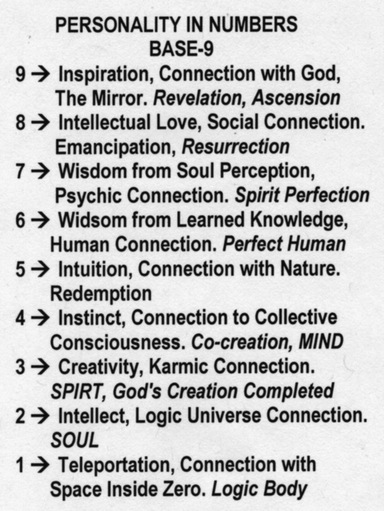 PERSONALITY IN NUMBERS
BASE-9
9 → Inspiration, Connection with God,
The Mirror. Revelation, Ascension
8 → Intellectual Love, Social Connection.
Emancipation, Resurrection
7 → Wisdom from Soul Perception,
Psychic Connection. Spirit Perfection
6 → Widsom from Learned Knowledge,
Human Connection. Perfect Human
5 → Intuition, Connection with Nature.
Redemption
4 → Instinct, Connection to Collective
Consciousness. Co-creation, MIND
3 → Creativity, Karmic Connection.
SPIRT, God's Creation Completed
2 → Intellect, Logic Universe Connection.
SOUL
1 → Teleportation, Connection with
Space Inside Zero. Logic Body